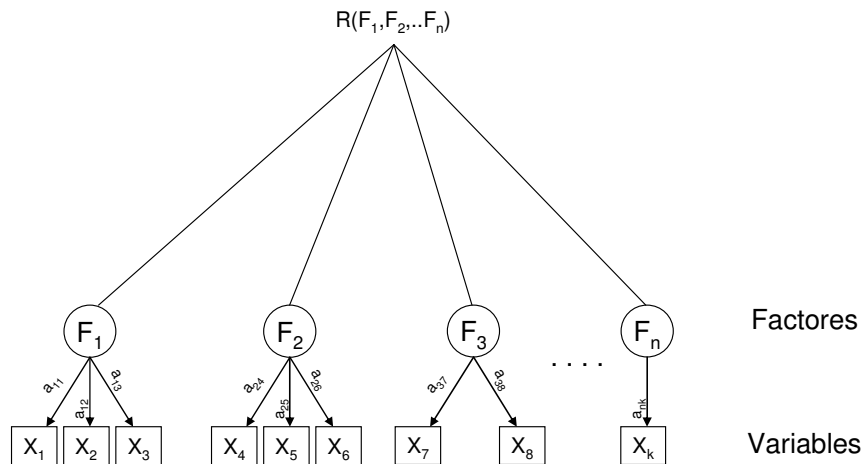 R(F1,F2,..Fn)
F1 F2 F3 Fn Factores
. . . .
a11 a12 a13 a24 a25 a26 a37 a38 ank
X1 X2 X3 X4 X5 X6 X7 X8 Xk Variables